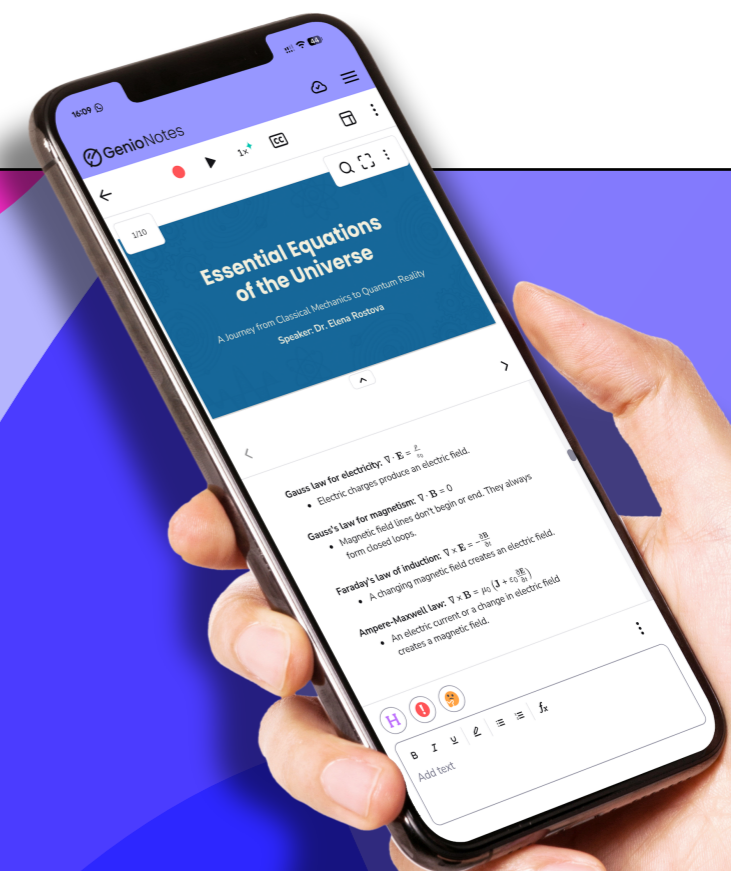 16:09
44
GenioNotes
1x
CC
1/10
Essential Equations
of the Universe
A Journey from Classical Mechanics to Quantum Reality
Speaker: Dr. Elena Rostova
Gauss law for electricity: ∇ · E = ρ/ε₀
• Electric charges produce an electric field.
Gauss's law for magnetism: ∇ · B = 0
• Magnetic field lines don't begin or end. They always
form closed loops.
Faraday's law of induction: ∇ × E = −∂B/∂t
• A changing magnetic field creates an electric field.
Ampere-Maxwell law: ∇ × B = μ₀ (J + ε₀ ∂E/∂t)
• An electric current or a change in electric field
creates a magnetic field.
H
B I U fx
Add text